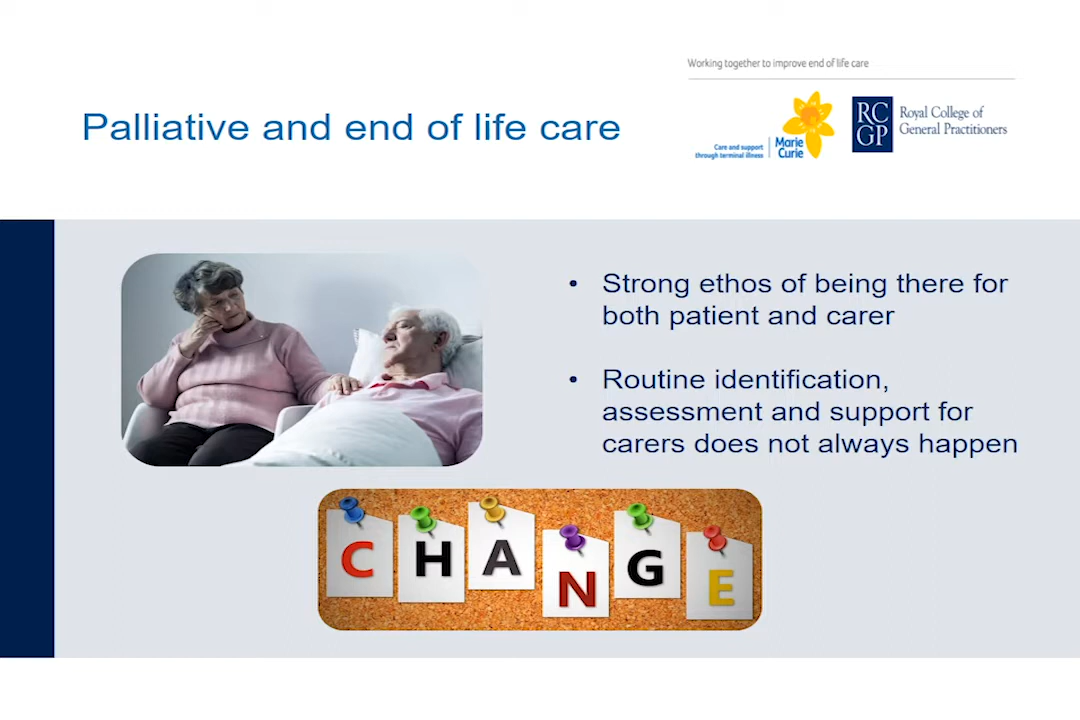 Working together to improve end of life care
Palliative and end of life care
Care and support
through terminal illness
Marie
Curie
RC
GP
Royal College of
General Practitioners
• Strong ethos of being there for
both patient and carer
• Routine identification,
assessment and support for
carers does not always happen
CHANGE